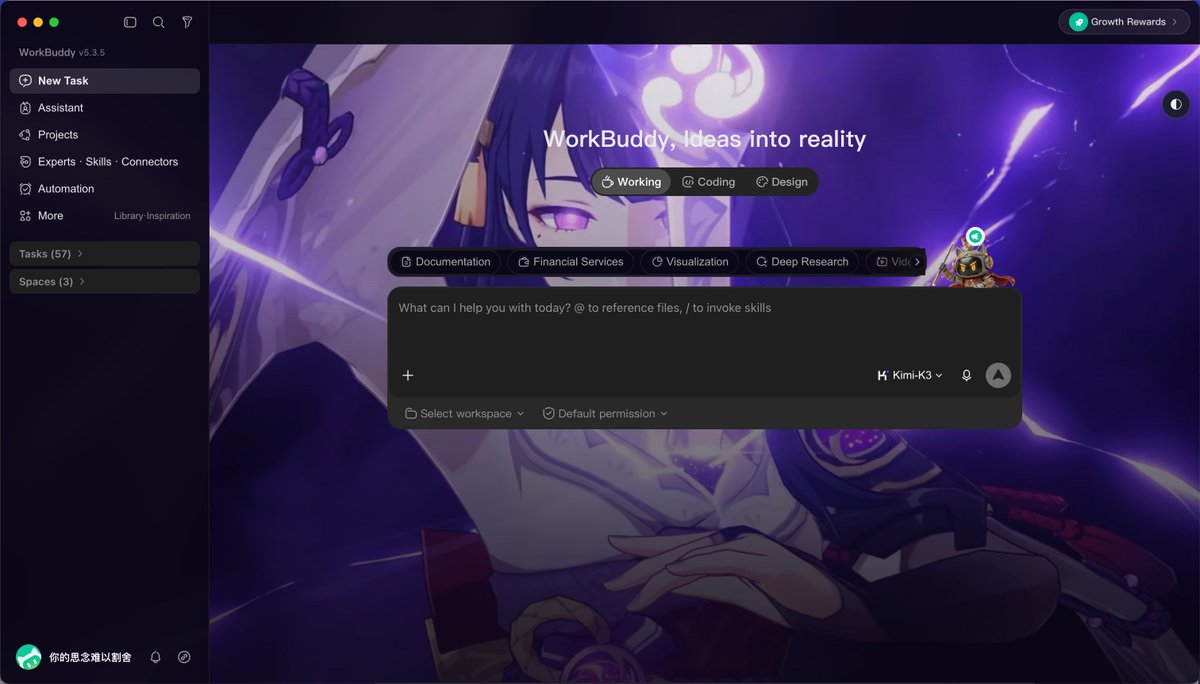 Growth Rewards
WorkBuddy v5.3.5
New Task
Assistant
Projects
Experts · Skills · Connectors
Automation
More Library·Inspiration
Tasks (57)
Spaces (3)
WorkBuddy, Ideas into reality
Working Coding Design
Documentation Financial Services Visualization Deep Research
What can I help you with today? @ to reference files, / to invoke skills
Kimi-K3
Select workspace Default permission
你的思念难以割舍